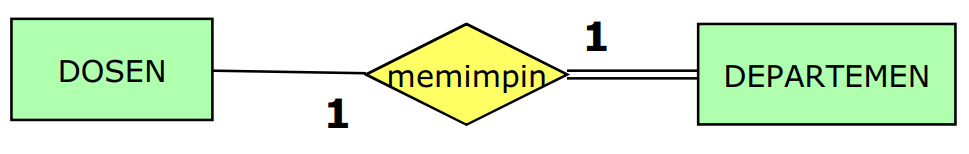 DOSEN
1
memimpin
1
DEPARTEMEN